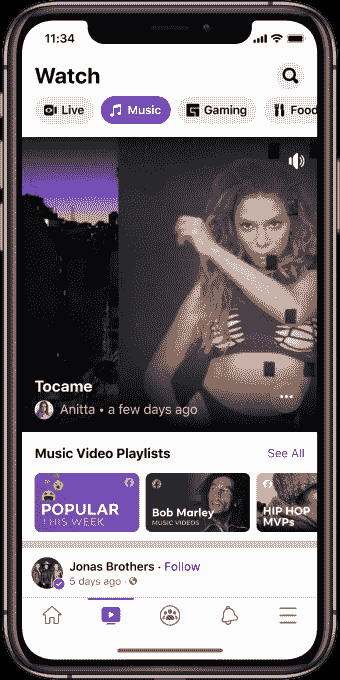 11:34
Watch
Live
Music
Gaming
Food
Tocame
Anitta • a few days ago
Music Video Playlists
See All
POPULAR
THIS WEEK
Bob Marley
MUSIC VIDEOS
HIP HOP
MVPs
Jonas Brothers · Follow
5 days ago ·